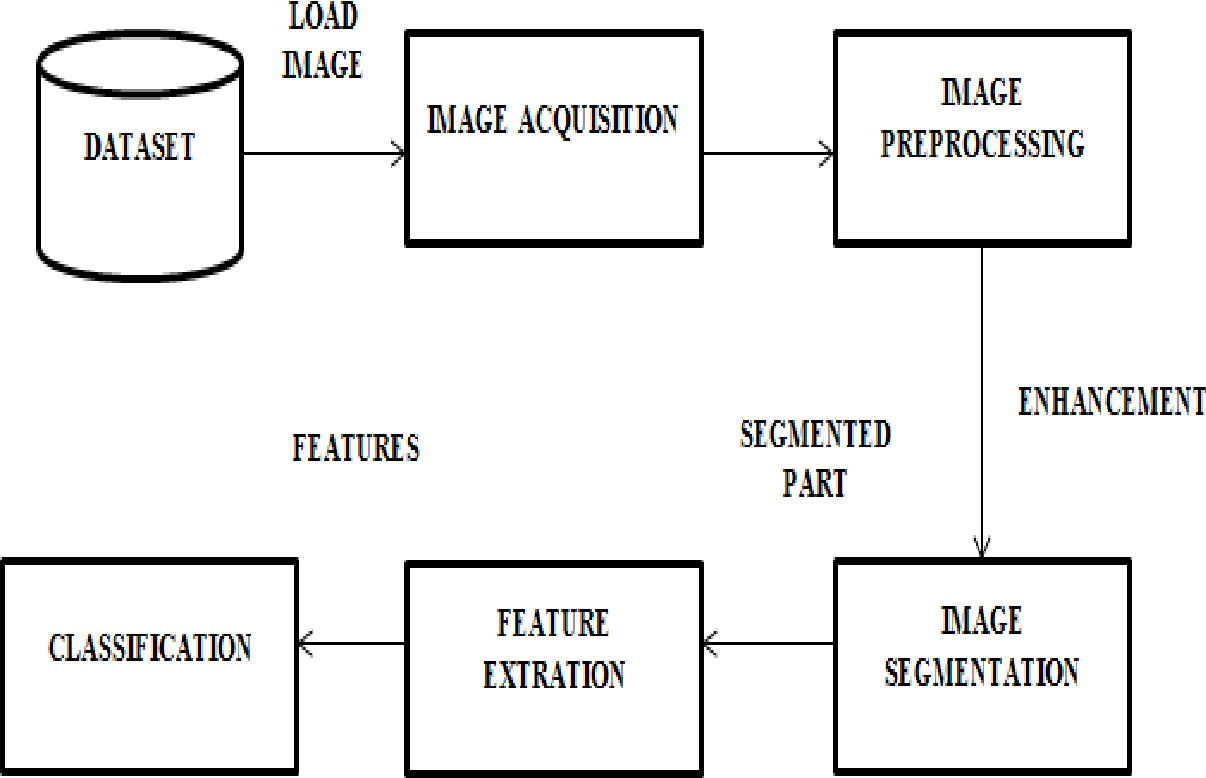 LOAD
IMAGE
DATASET
IMAGE ACQUISITION
IMAGE
PREPROCESSING
ENHANCEMENT
SEGMENTED
PART
FEATURES
IMAGE
SEGMENTATION
FEATURE
EXTRATION
CLASSIFICATION